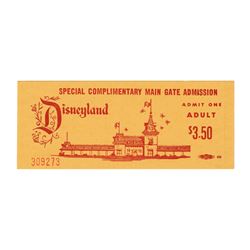 SPECIAL COMPLIMENTARY MAIN GATE ADMISSION
Disneyland
ADMIT ONE
ADULT
$3.50
309273